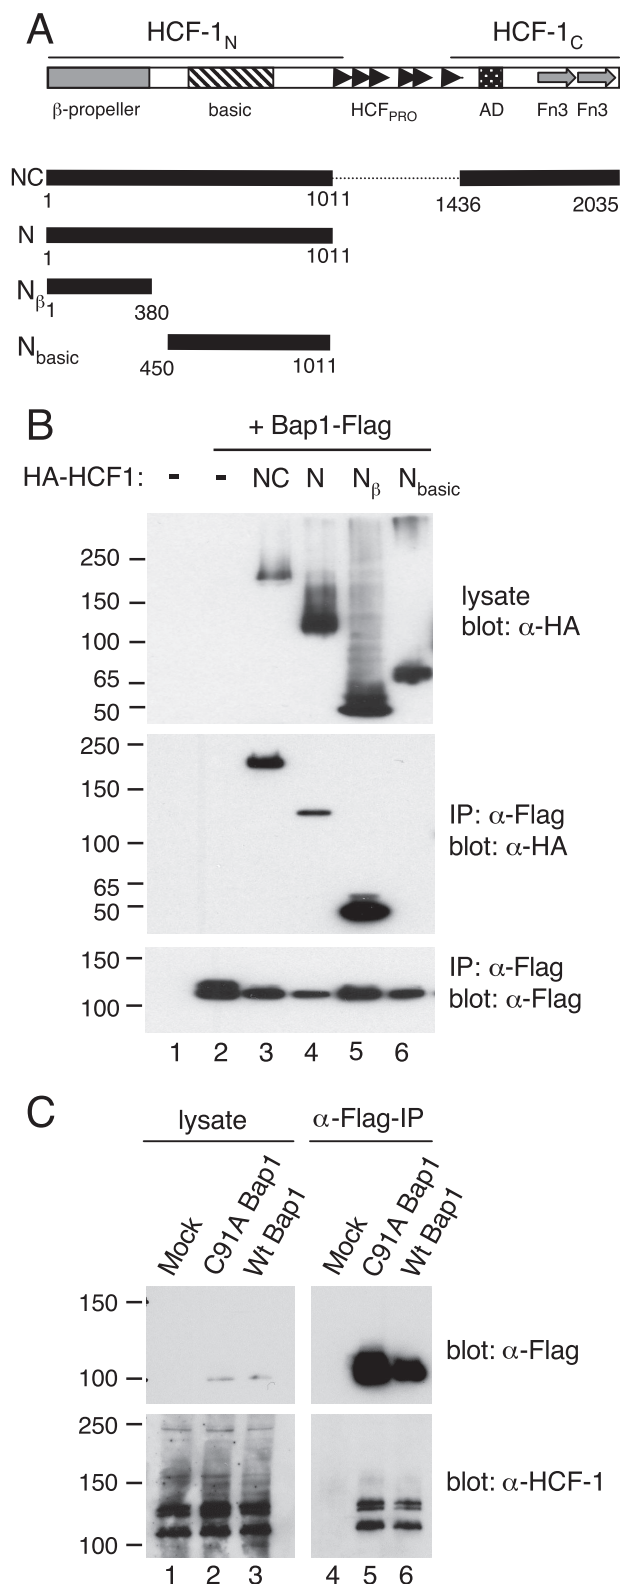 A
HCF-1N HCF-1C
β-propeller basic HCFPRO AD Fn3 Fn3
NC
1 1011 1436 2035
N
1 1011
Nβ
1 380
Nbasic
450 1011
B
+ Bap1-Flag
HA-HCF1: - - NC N Nβ Nbasic
250
150
100
65
50
lysate
blot: α-HA
250
150
100
65
50
IP: α-Flag
blot: α-HA
150
100
IP: α-Flag
blot: α-Flag
1 2 3 4 5 6
C
lysate α-Flag-IP
Mock C91A Bap1 Wt Bap1 Mock C91A Bap1 Wt Bap1
150
100
blot: α-Flag
250
150
100
blot: α-HCF-1
1 2 3 4 5 6